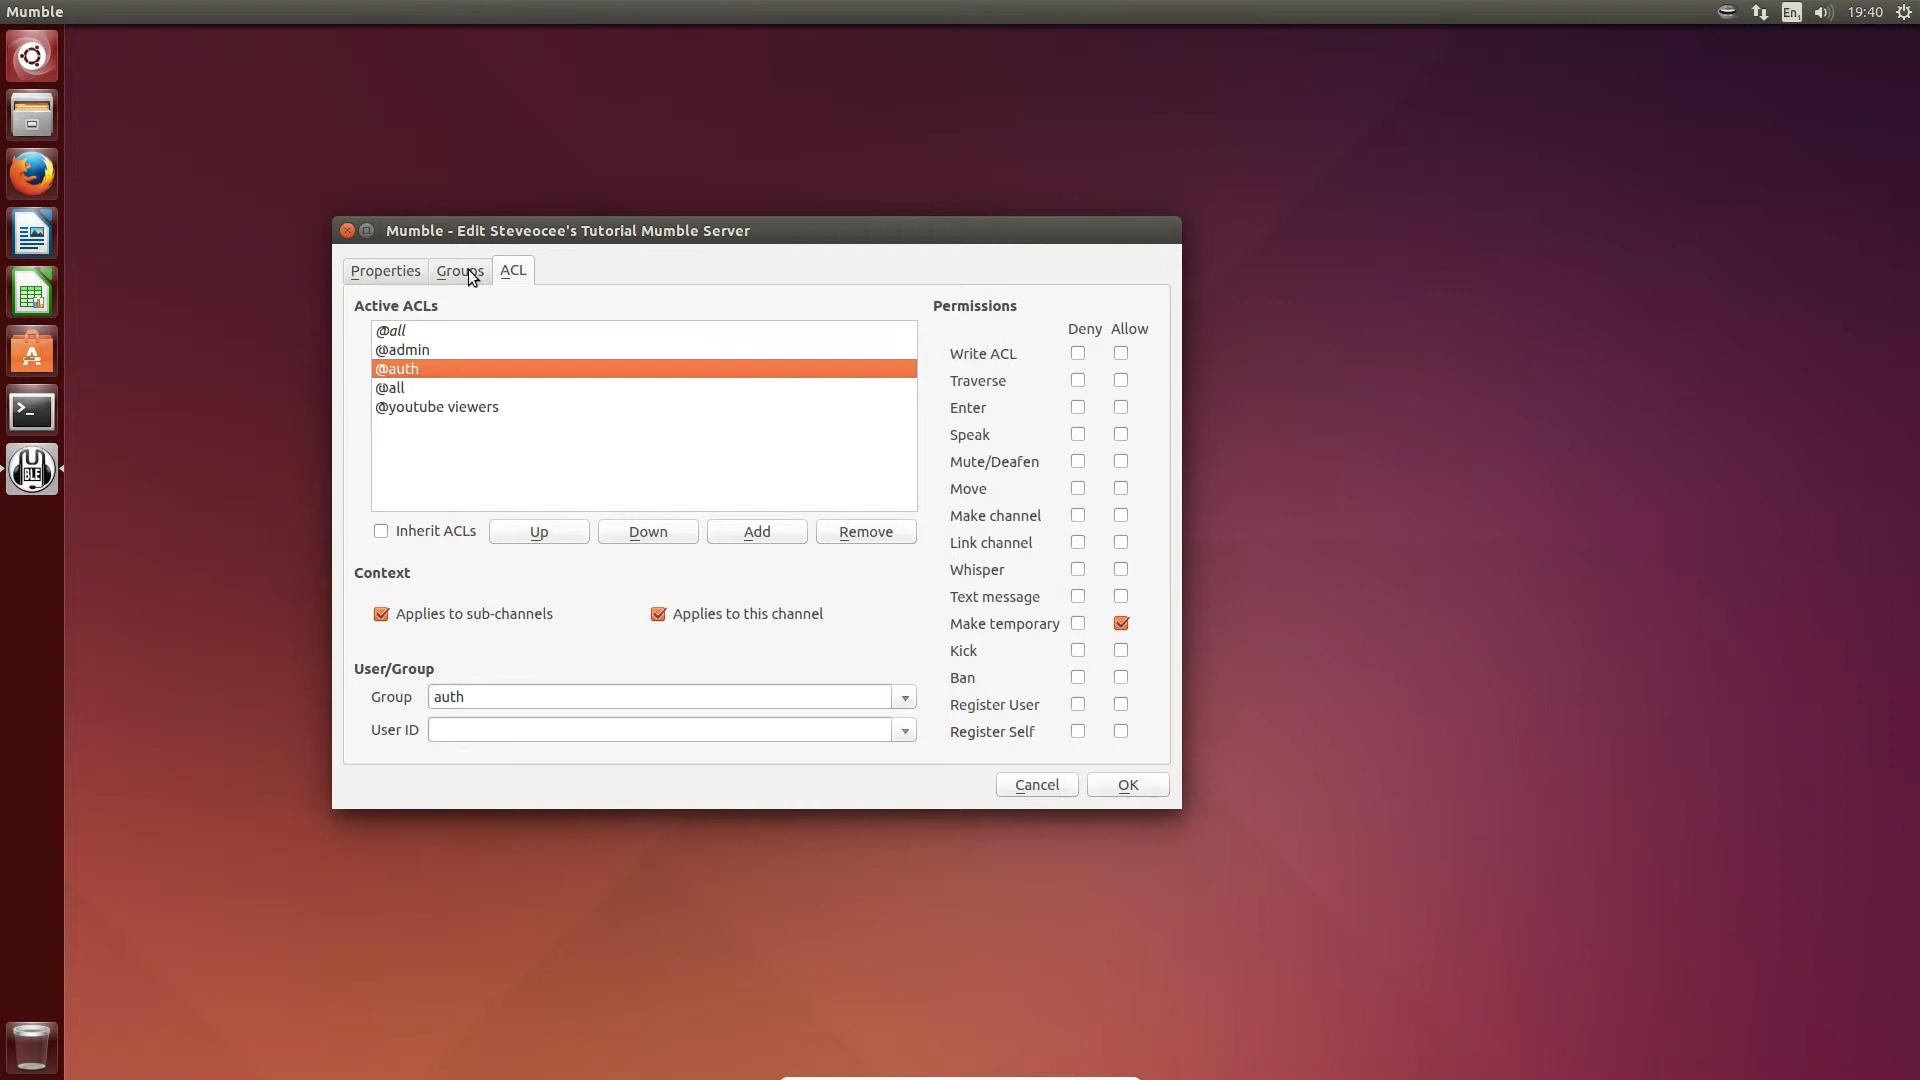 Mumble
En1
19:40
Mumble - Edit Steveocee's Tutorial Mumble Server
Properties
Groups
ACL
Active ACLs
@all
@admin
@auth
@all
@youtube viewers
Inherit ACLs
Up
Down
Add
Remove
Context
Applies to sub-channels
Applies to this channel
User/Group
Group
auth
User ID
Permissions
Deny Allow
Write ACL
Traverse
Enter
Speak
Mute/Deafen
Move
Make channel
Link channel
Whisper
Text message
Make temporary
Kick
Ban
Register User
Register Self
Cancel
OK
BLE